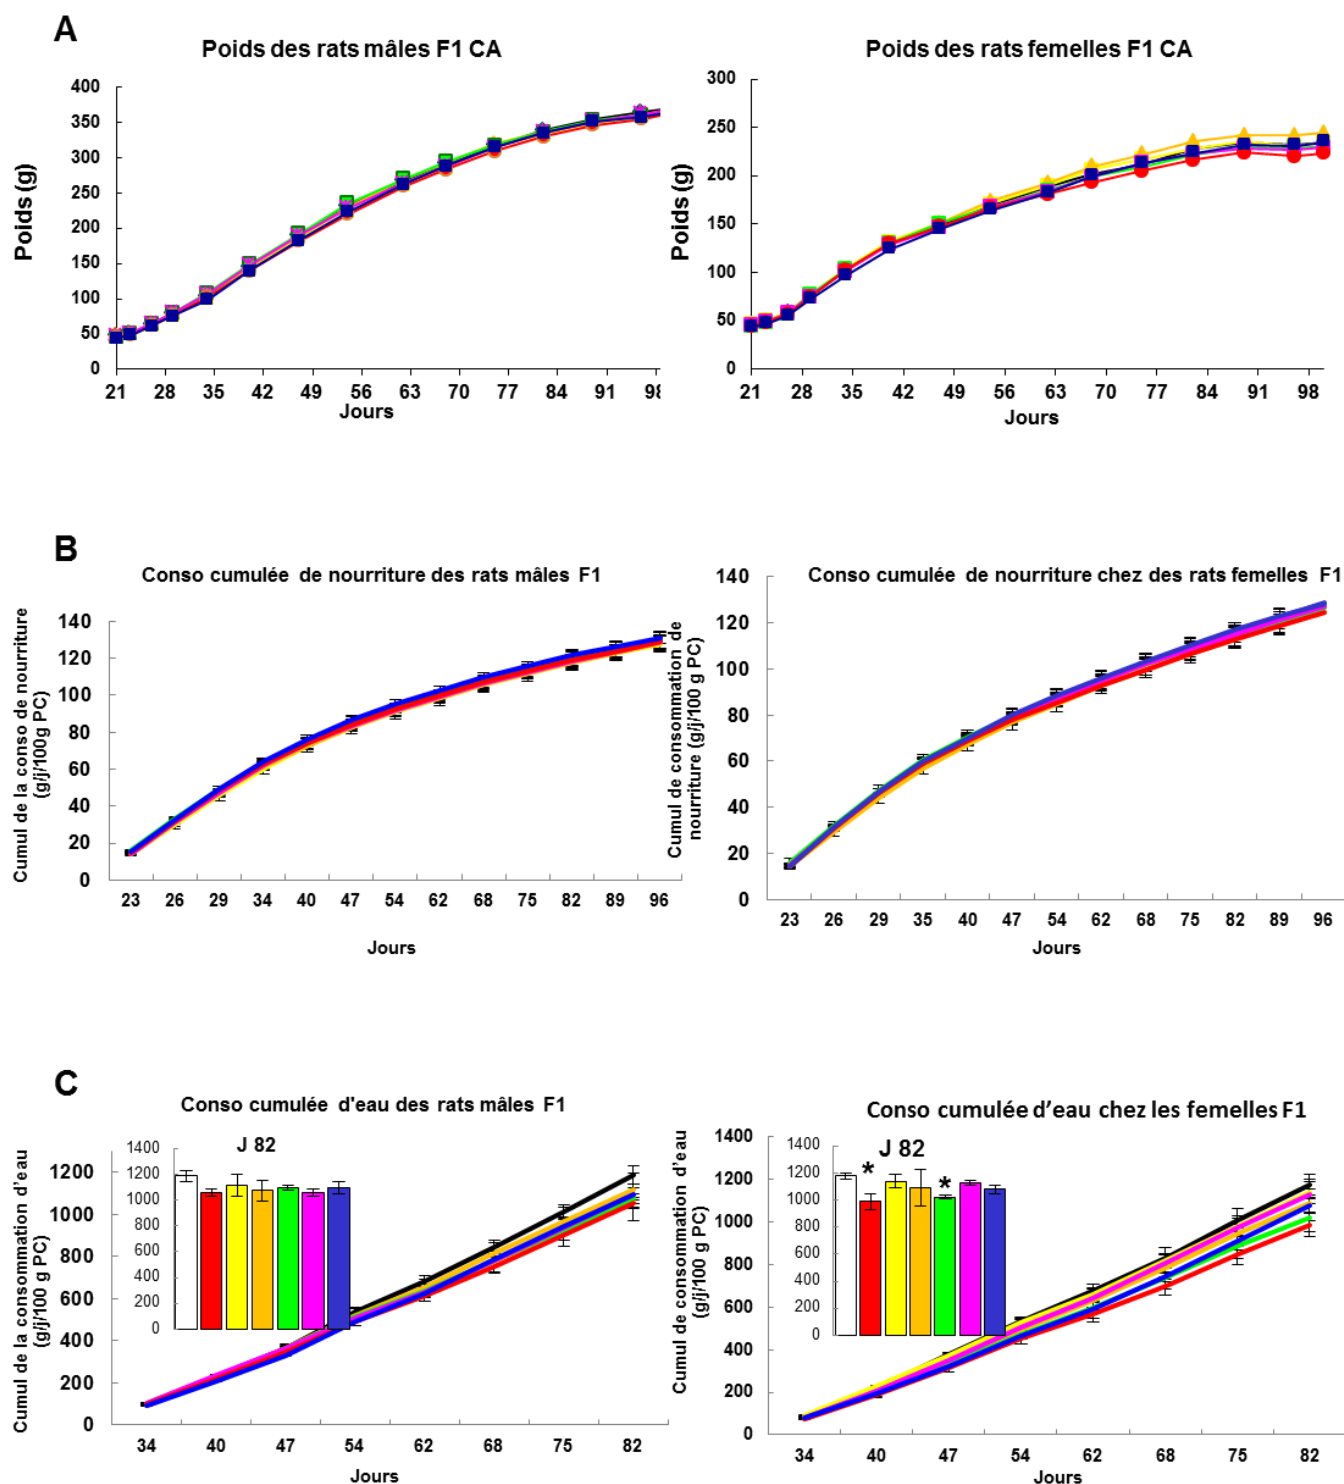 A
Poids des rats mâles F1 CA
Poids (g)
400
350
300
250
200
150
100
50
0
21 28 35 42 49 56 63 70 77 84 91 98
Jours
Poids des rats femelles F1 CA
Poids (g)
300
250
200
150
100
50
0
21 28 35 42 49 56 63 70 77 84 91 98
Jours
B
Conso cumulée de nourriture des rats mâles F1
Cumul de la conso de nourriture
(g/j/100g PC)
140
120
100
80
60
40
20
0
23 26 29 34 40 47 54 62 68 75 82 89 96
Jours
Conso cumulée de nourriture chez des rats femelles F1
Cumul de consommation de
nourriture (g/j/100 g PC)
140
120
100
80
60
40
20
0
23 26 29 35 40 47 54 62 68 75 82 89 96
Jours
C
Conso cumulée d'eau des rats mâles F1
Cumul de la consommation d'eau
(g/j/100 g PC)
1200
1000
800
600
400
200
0
34 40 47 54 62 68 75 82
Jours
J 82
1400
1200
1000
800
600
400
200
0
Conso cumulée d’eau chez les femelles F1
Cumul de consommation d’eau
(g/j/100 g PC)
1400
1200
1000
800
600
400
200
0
34 40 47 54 62 68 75 82
Jours
J 82
1400
1200
1000
800
600
400
200
0
* *